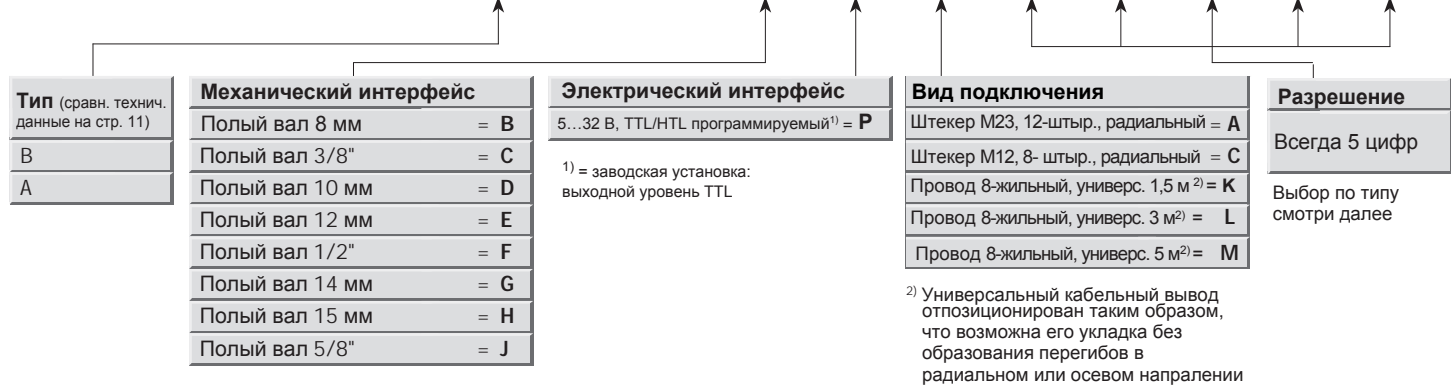 Тип (сравн. технич.
данные на стр. 11)
B
A
Механический интерфейс
Полый вал 8 мм = B
Полый вал 3/8" = C
Полый вал 10 мм = D
Полый вал 12 мм = E
Полый вал 1/2" = F
Полый вал 14 мм = G
Полый вал 15 мм = H
Полый вал 5/8" = J
Электрический интерфейс
5…32 В, TTL/HTL программируемый1) = P
1) = заводская установка:
выходной уровень TTL
Вид подключения
Штекер М23, 12-штыр., радиальный = A
Штекер М12, 8- штыр., радиальный = C
Провод 8-жильный, универс. 1,5 м 2) = K
Провод 8-жильный, универс. 3 м2) = L
Провод 8-жильный, универс. 5 м2) = M
2) Универсальный кабельный вывод
отпозиционирован таким образом,
что возможна его укладка без
образования перегибов в
радиальном или осевом напралении
Разрешение
Всегда 5 цифр
Выбор по типу
смотри далее